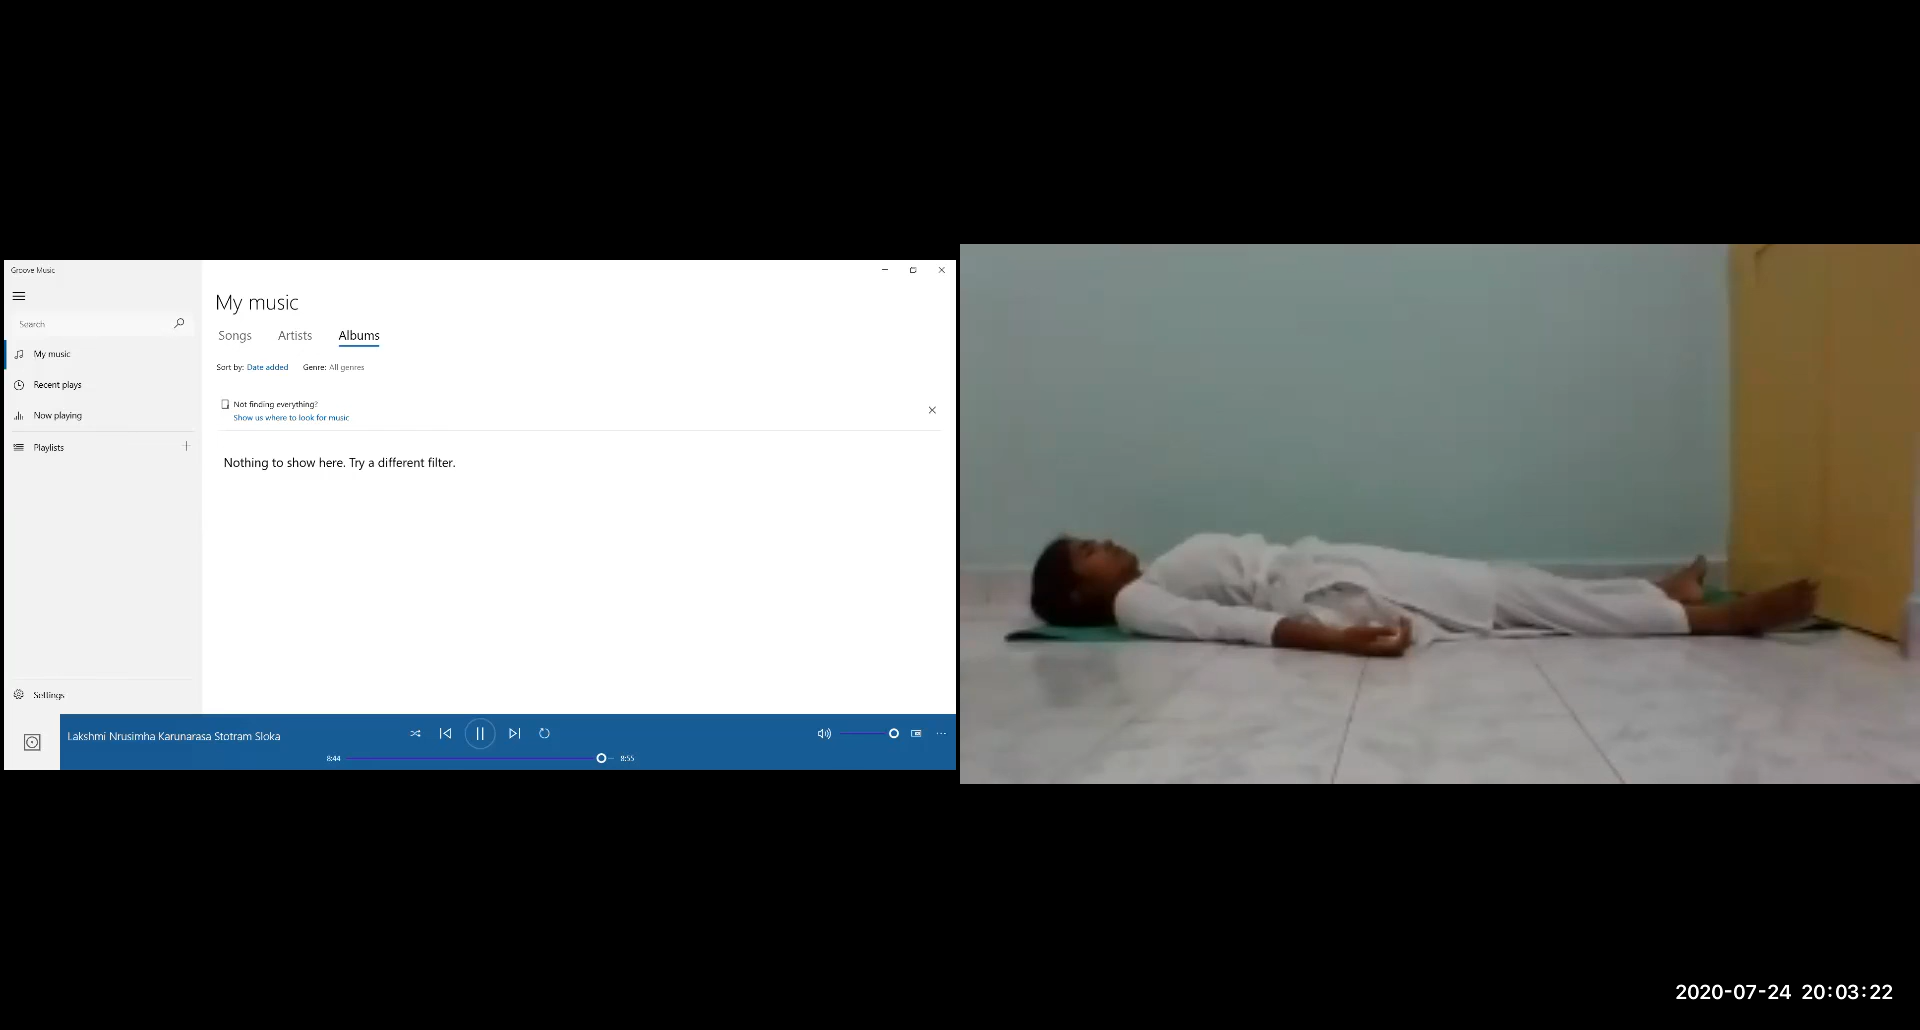 Groove Music
Search
My music
Recent plays
Now playing
Playlists
Settings
My music
Songs Artists Albums
Sort by: Date added Genre: All genres
Not finding everything?
Show us where to look for music
Nothing to show here. Try a different filter.
Lakshmi Nrusimha Karunarasa Stotram Sloka
8:44 8:55
2020-07-24 20:03:22